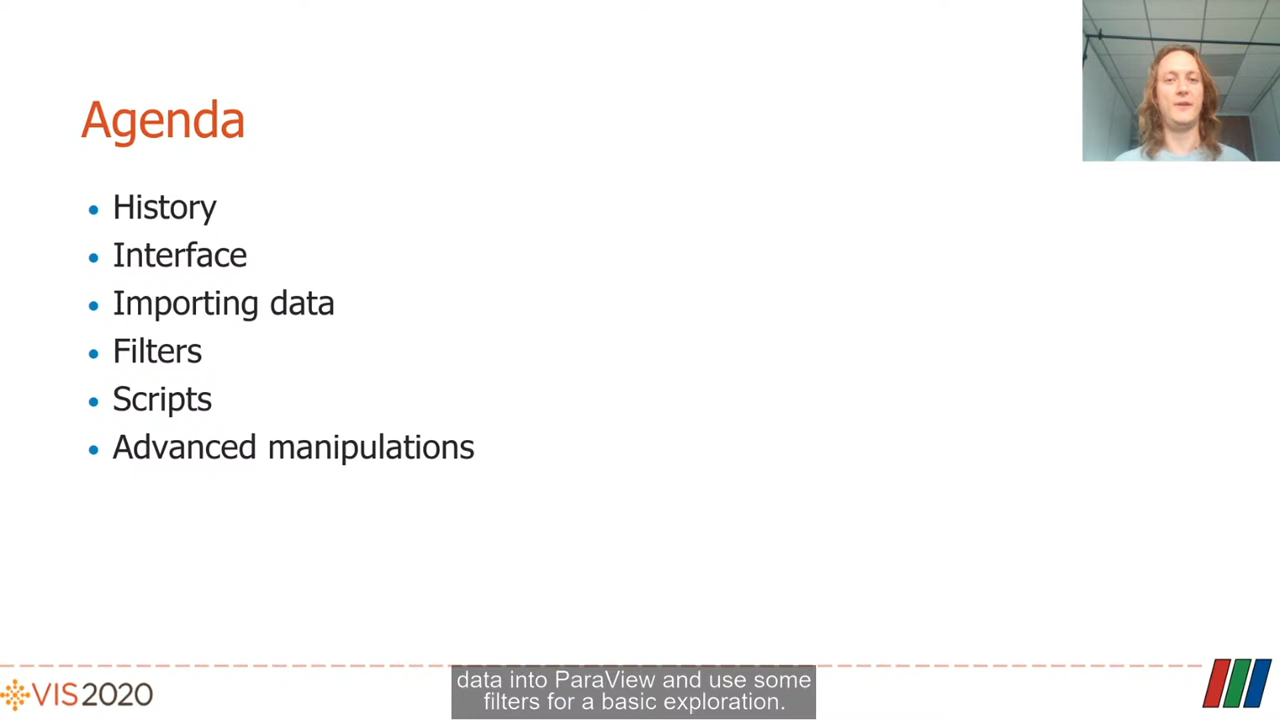 Agenda
History
Interface
Importing data
Filters
Scripts
Advanced manipulations
data into ParaView and use some
filters for a basic exploration.
VIS2020